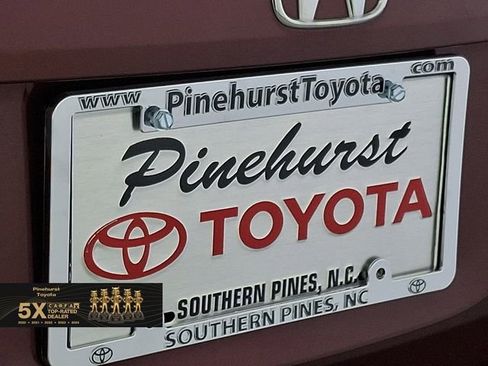 www PinehurstToyota com
Pinehurst
TOYOTA
SOUTHERN PINES, N.C.
SOUTHERN PINES, NC
Pinehurst
Toyota
5X
CARFAX
TOP-RATED
DEALER